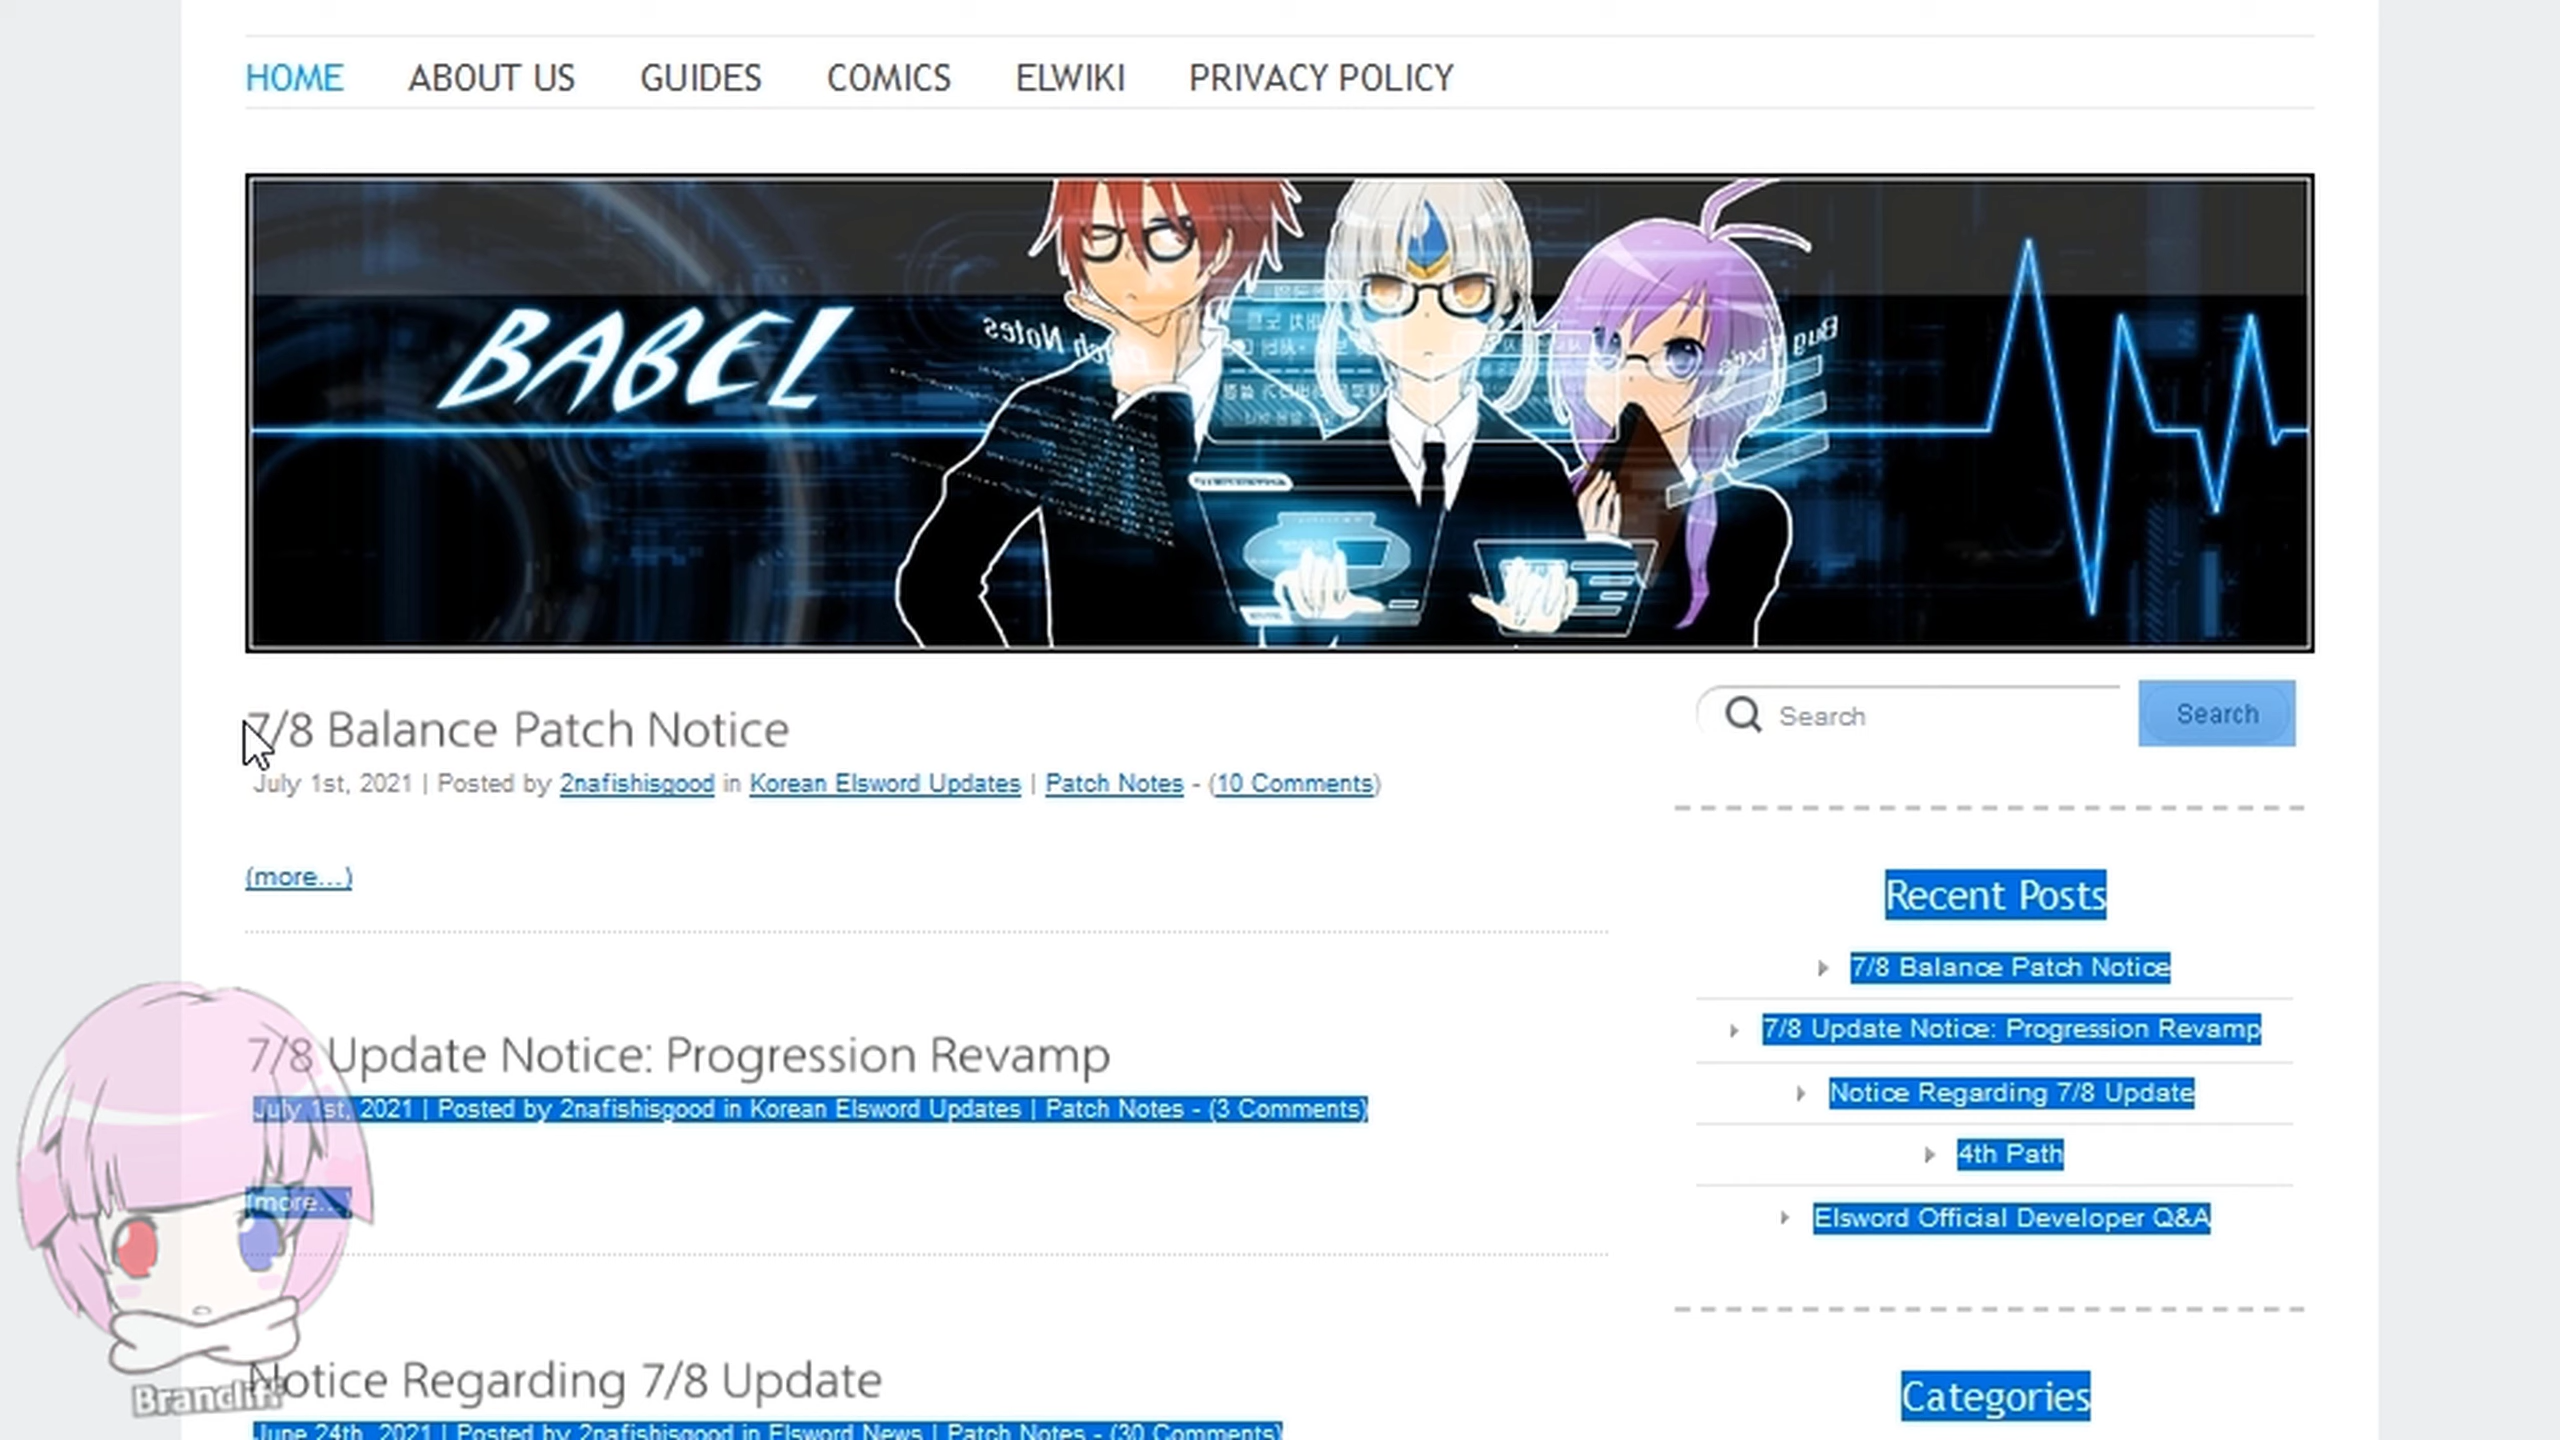 HOME ABOUT US GUIDES COMICS ELWIKI PRIVACY POLICY
BABEL
Patch Notes
Bug Fixes
7/8 Balance Patch Notice
July 1st, 2021 | Posted by 2nafishisgood in Korean Elsword Updates | Patch Notes - (10 Comments)
(more...)
7/8 Update Notice: Progression Revamp
July 1st, 2021 | Posted by 2nafishisgood in Korean Elsword Updates | Patch Notes - (3 Comments)
(more...)
Notice Regarding 7/8 Update
June 24th, 2021 | Posted by 2nafishisgood in Elsword News | Patch Notes - (30 Comments)
Search Search
Recent Posts
7/8 Balance Patch Notice
7/8 Update Notice: Progression Revamp
Notice Regarding 7/8 Update
4th Path
Elsword Official Developer Q&A
Categories